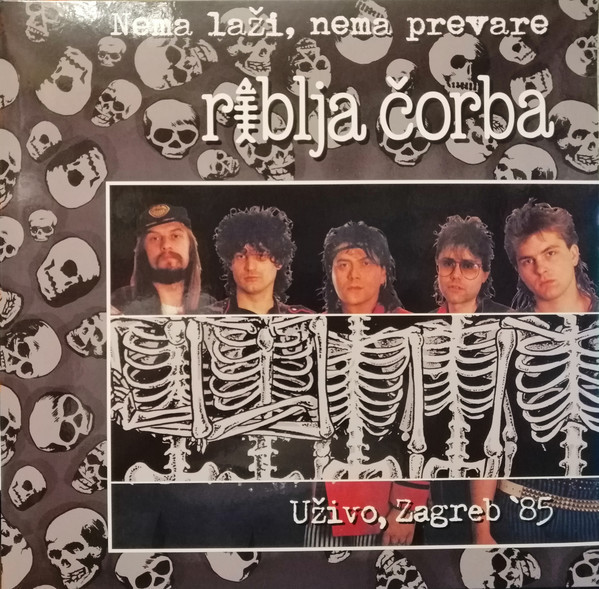 Nema laži, nema prevare
riblja čorba
Uživo, Zagreb '85